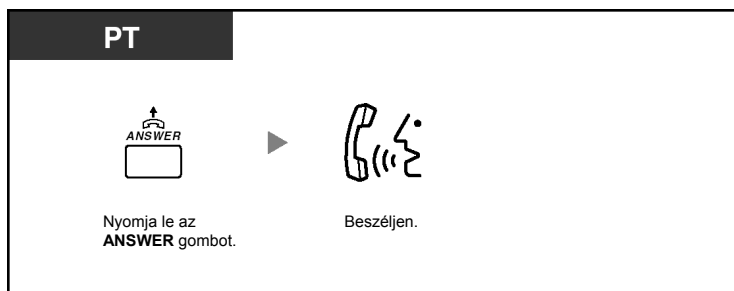 PT
ANSWER
Nyomja le az
ANSWER gombot.
Beszéljen.